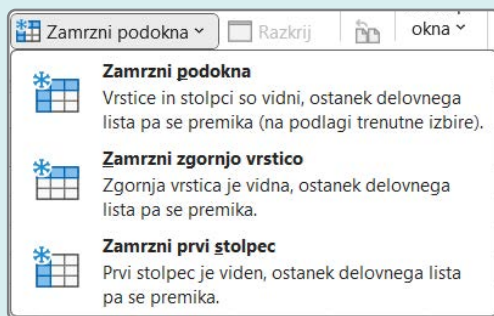 Zamrzni podokna
Razkrij
okna
Zamrzni podokna
Vrstice in stolpci so vidni, ostanek delovnega
lista pa se premika (na podlagi trenutne izbire).
Zamrzni zgornjo vrstico
Zgornja vrstica je vidna, ostanek delovnega
lista pa se premika.
Zamrzni prvi stolpec
Prvi stolpec je viden, ostanek delovnega lista
pa se premika.